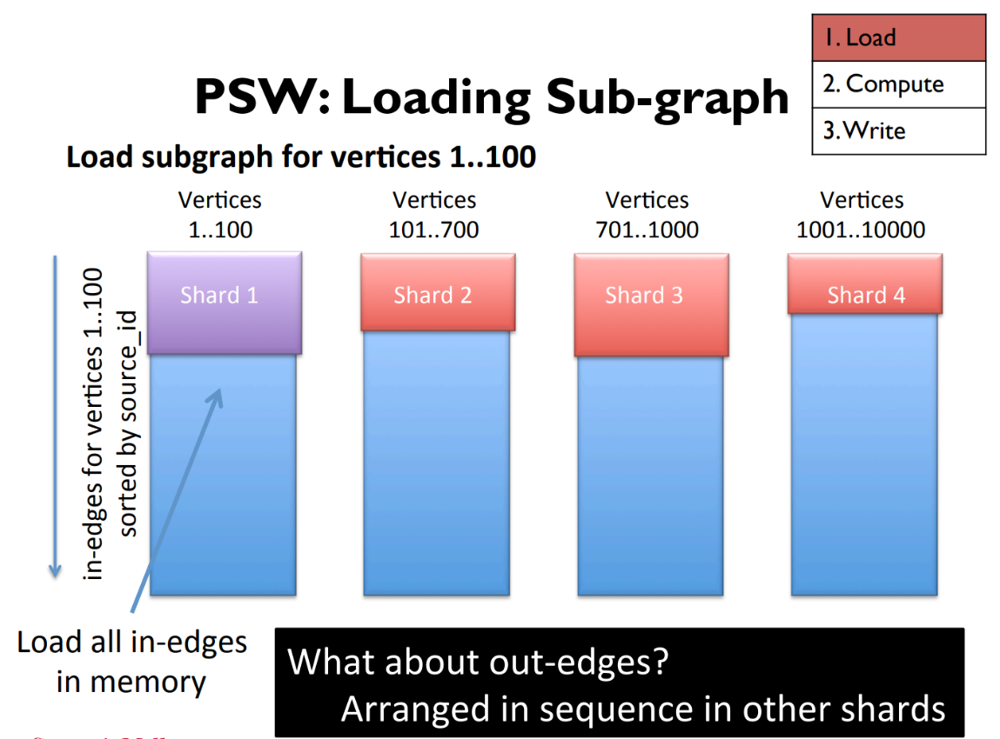 1. Load
2. Compute
3. Write
PSW: Loading Sub-graph
Load subgraph for vertices 1..100
Vertices
1..100
Vertices
101..700
Vertices
701..1000
Vertices
1001..10000
in-edges for vertices 1..100
sorted by source_id
Shard 1
Shard 2
Shard 3
Shard 4
Load all in-edges
in memory
What about out-edges?
Arranged in sequence in other shards